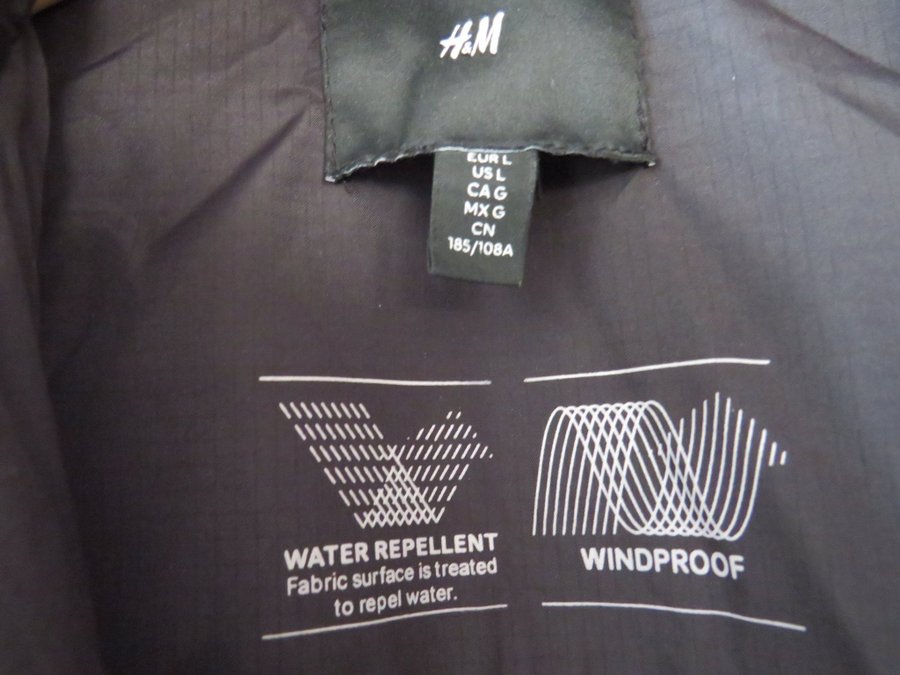 H&M
EUR L
US L
CA G
MX G
CN
185/108A
WATER REPELLENT
Fabric surface is treated
to repel water.
WINDPROOF